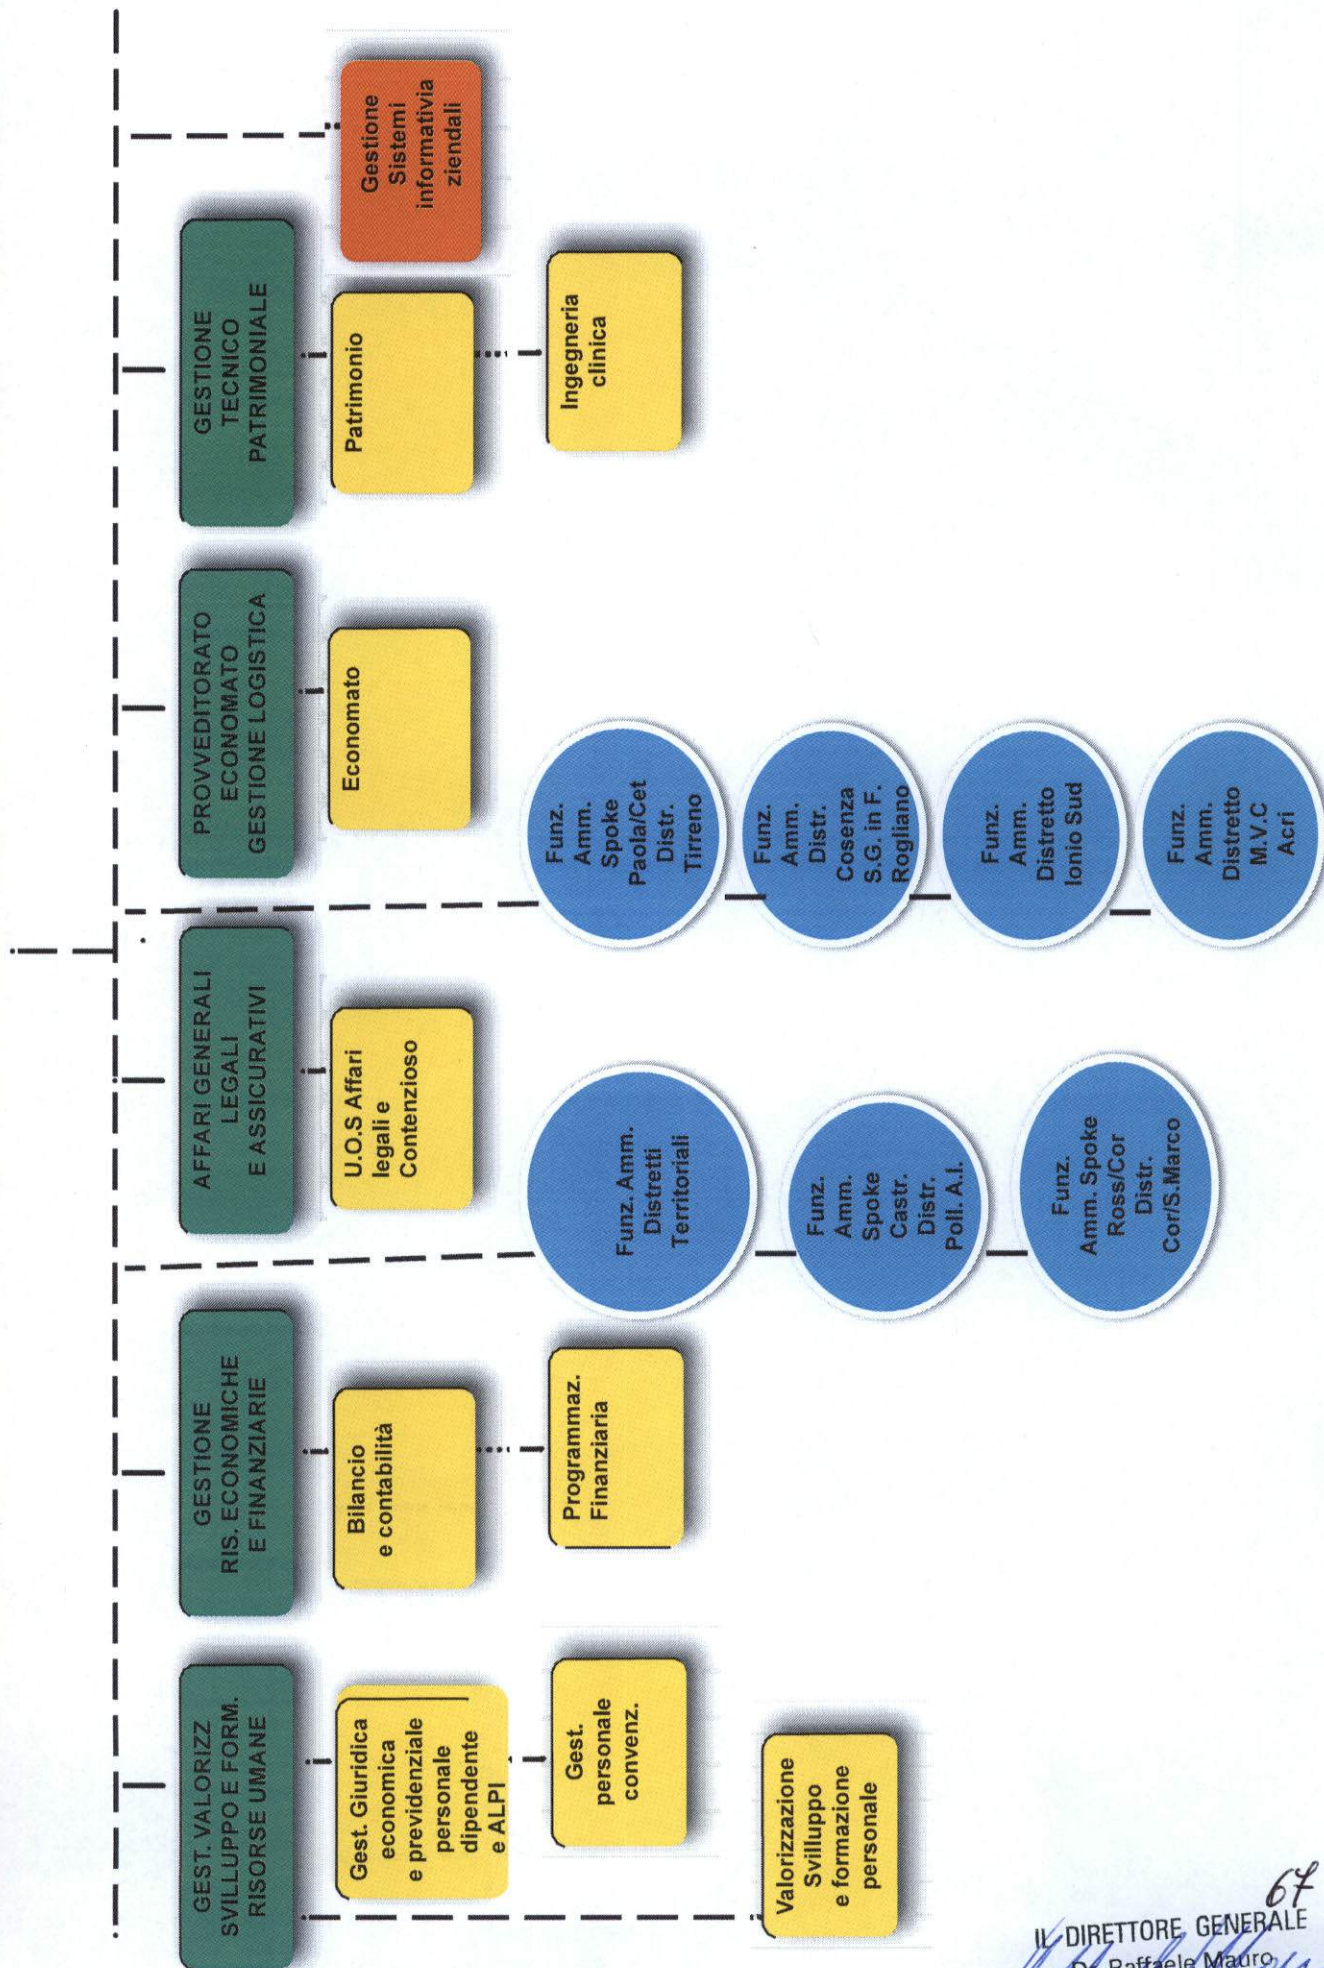 GEST. VALORIZZ
SVILUPPO E FORM.
RISORSE UMANE
Gest. Giuridica
economica
e previdenziale
personale
dipendente
e ALPI
Gest.
personale
convenz.
Valorizzazione
Sviluppo
e formazione
personale
GESTIONE
RIS. ECONOMICHE
E FINANZIARIE
Bilancio
e contabilità
Programmaz.
Finanziaria
AFFARI GENERALI
LEGALI
E ASSICURATIVI
U.O.S Affari
legali e
Contenzioso
Funz. Amm.
Distretti
Territoriali
Funz.
Amm.
Spoke
Castr.
Distr.
Poll. A.I.
Funz.
Amm. Spoke
Ross/Cor
Distr.
Cor/S.Marco
PROVVEDITORATO
ECONOMATO
GESTIONE LOGISTICA
Economato
Funz.
Amm.
Spoke
Paola/Cet
Distr.
Tirreno
Funz.
Amm.
Distr.
Cosenza
S.G. in F.
Rogliano
Funz.
Amm.
Distretto
Ionio Sud
Funz.
Amm.
Distretto
M.V.C
Acri
GESTIONE
TECNICO
PATRIMONIALE
Patrimonio
Ingegneria
clinica
Gestione
Sistemi
informativia
ziendali
67
IL DIRETTORE GENERALE
Dr. Raffaele Mauro